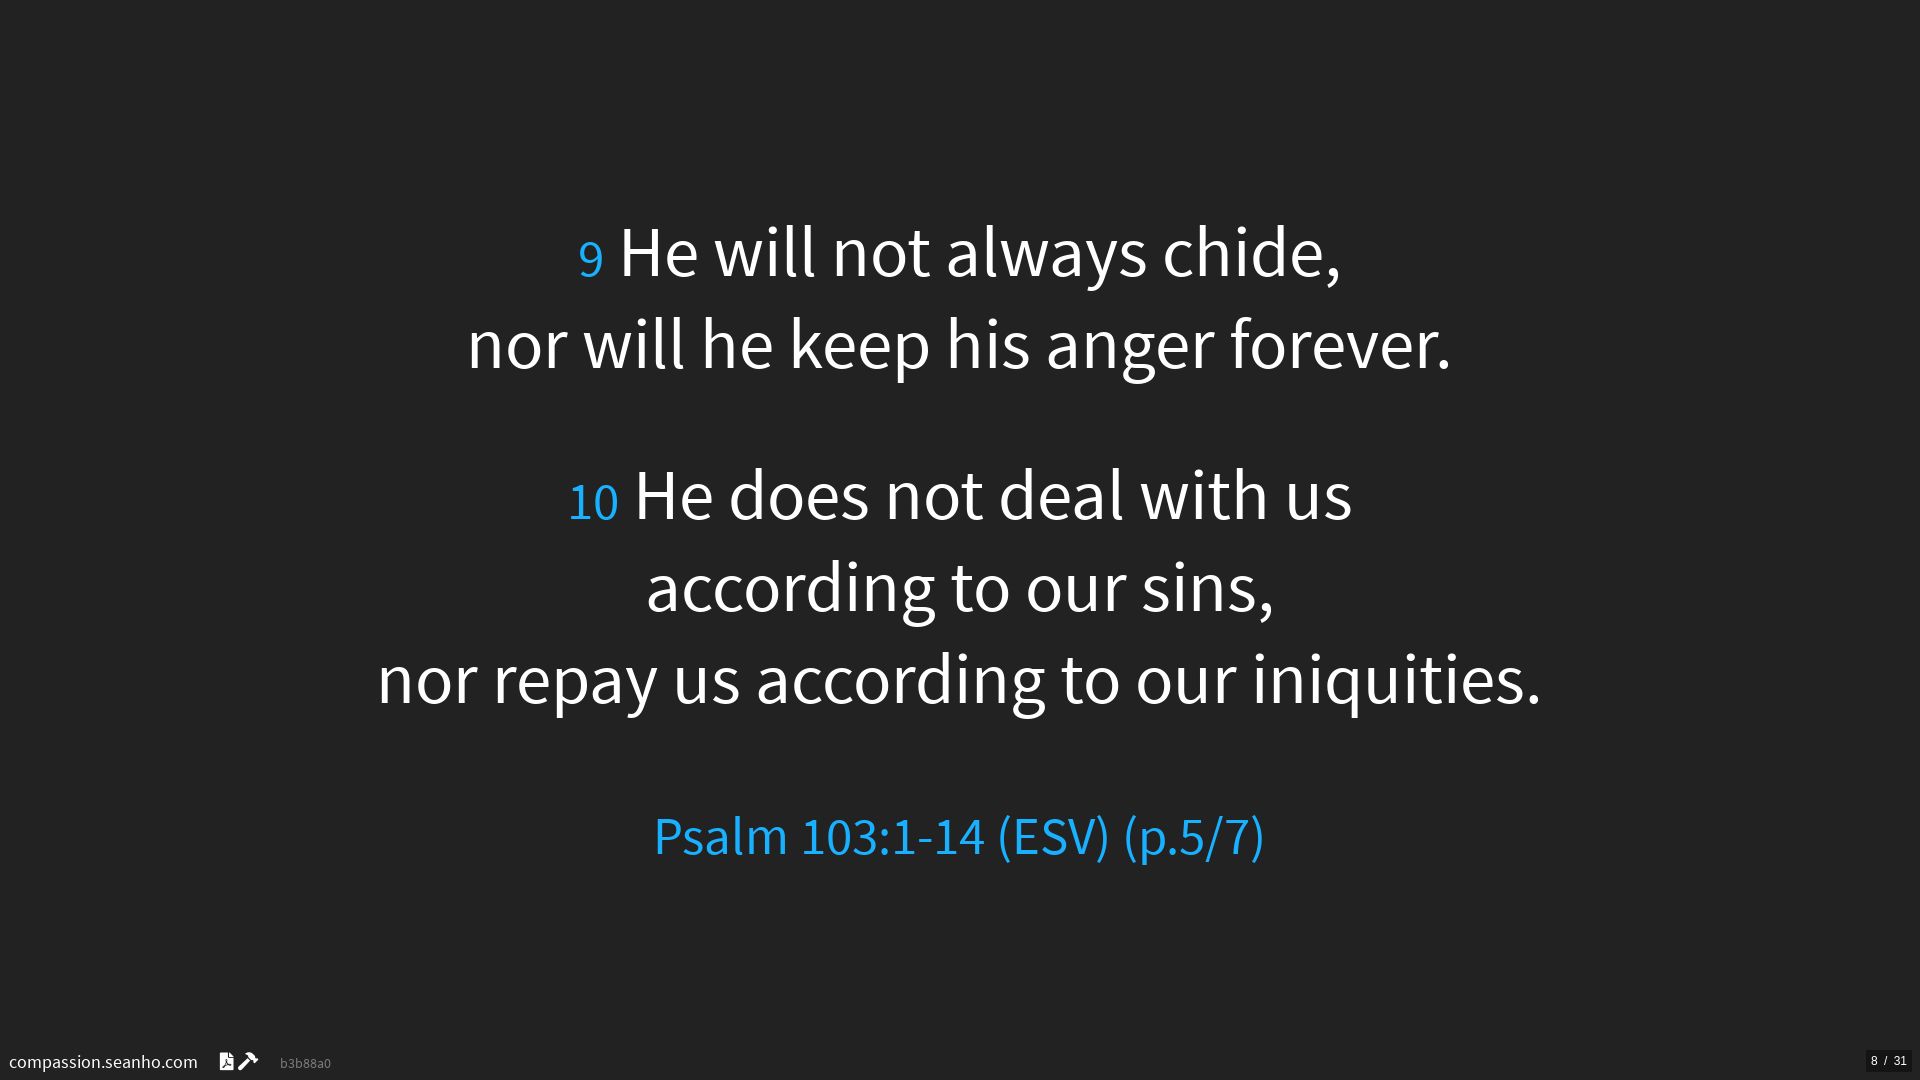 9 He will not always chide,
nor will he keep his anger forever.
10 He does not deal with us
according to our sins,
nor repay us according to our iniquities.
Psalm 103:1-14 (ESV) (p.5/7)
compassion.seanho.com b3b88a0
8 / 31